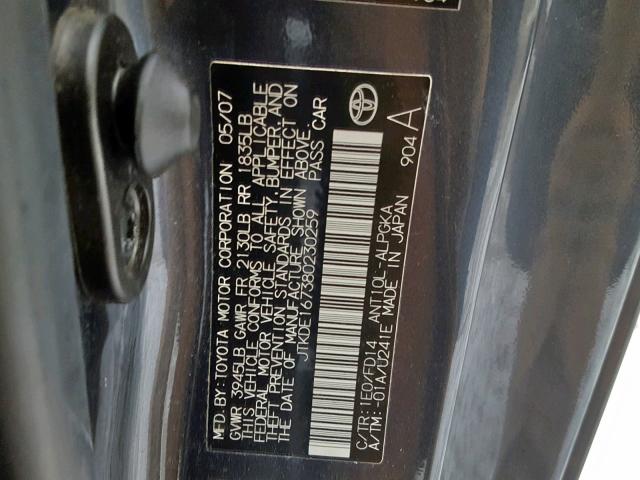 MFD. BY: TOYOTA MOTOR CORPORATION 05/07
GVWR 3945LB GAWR FR 2130LB RR 1835LB
THIS VEHICLE CONFORMS TO ALL APPLICABLE
FEDERAL MOTOR VEHICLE SAFETY, BUMPER, AND
THEFT PREVENTION STANDARDS IN EFFECT ON
THE DATE OF MANUFACTURE SHOWN ABOVE.
JTKDE167380230259 PASS CAR
C/TR: 1E0/FD14 ANT10L-ALPGKA 904 A
A/TM: -01A/U241E MADE IN JAPAN